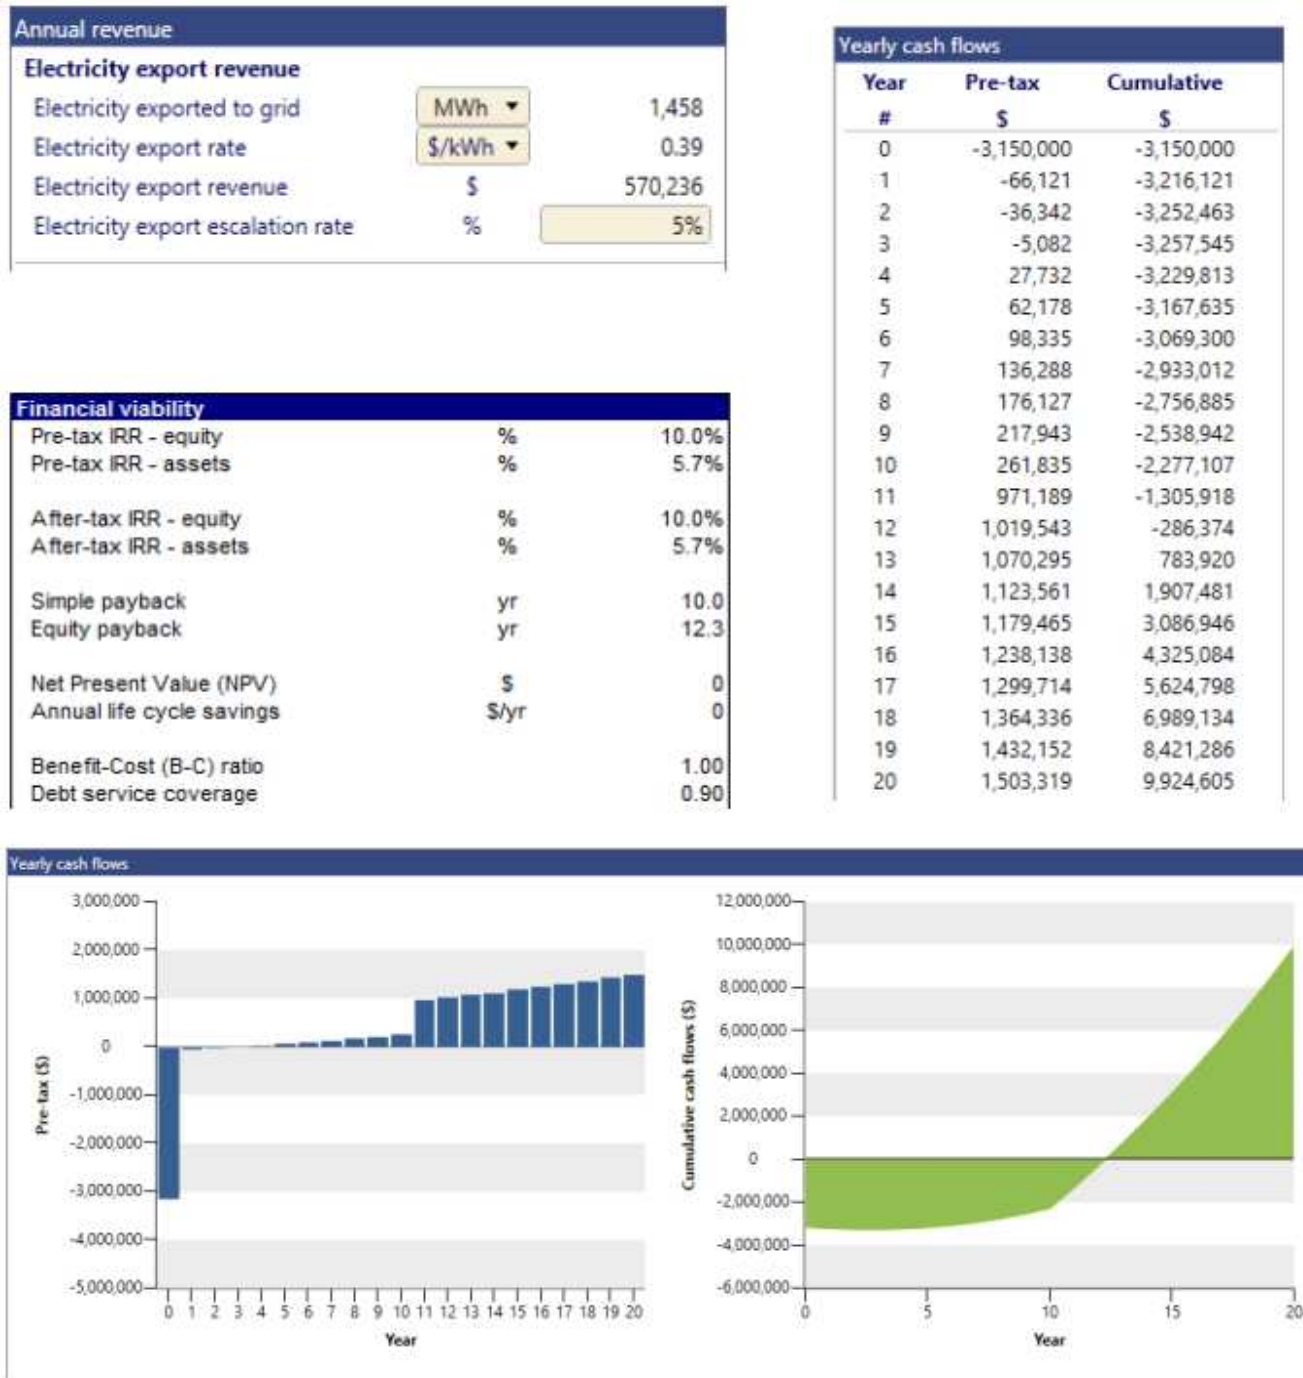 Annual revenue
Electricity export revenue
Electricity exported to grid MWh 1,458
Electricity export rate $/kWh 0.39
Electricity export revenue $ 570,236
Electricity export escalation rate % 5%
Financial viability
Pre-tax IRR - equity % 10.0%
Pre-tax IRR - assets % 5.7%
After-tax IRR - equity % 10.0%
After-tax IRR - assets % 5.7%
Simple payback yr 10.0
Equity payback yr 12.3
Net Present Value (NPV) $ 0
Annual life cycle savings $/yr 0
Benefit-Cost (B-C) ratio 1.00
Debt service coverage 0.90
Yearly cash flows
Year Pre-tax Cumulative
# $ $
0 -3,150,000 -3,150,000
1 -66,121 -3,216,121
2 -36,342 -3,252,463
3 -5,082 -3,257,545
4 27,732 -3,229,813
5 62,178 -3,167,635
6 98,335 -3,069,300
7 136,288 -2,933,012
8 176,127 -2,756,885
9 217,943 -2,538,942
10 261,835 -2,277,107
11 971,189 -1,305,918
12 1,019,543 -286,374
13 1,070,295 783,920
14 1,123,561 1,907,481
15 1,179,465 3,086,946
16 1,238,138 4,325,084
17 1,299,714 5,624,798
18 1,364,336 6,989,134
19 1,432,152 8,421,286
20 1,503,319 9,924,605
Yearly cash flows
Pre-tax ($)
3,000,000
2,000,000
1,000,000
0
-1,000,000
-2,000,000
-3,000,000
-4,000,000
-5,000,000
0 1 2 3 4 5 6 7 8 9 10 11 12 13 14 15 16 17 18 19 20
Year
Cumulative cash flows ($)
12,000,000
10,000,000
8,000,000
6,000,000
4,000,000
2,000,000
0
-2,000,000
-4,000,000
-6,000,000
0 5 10 15 20
Year